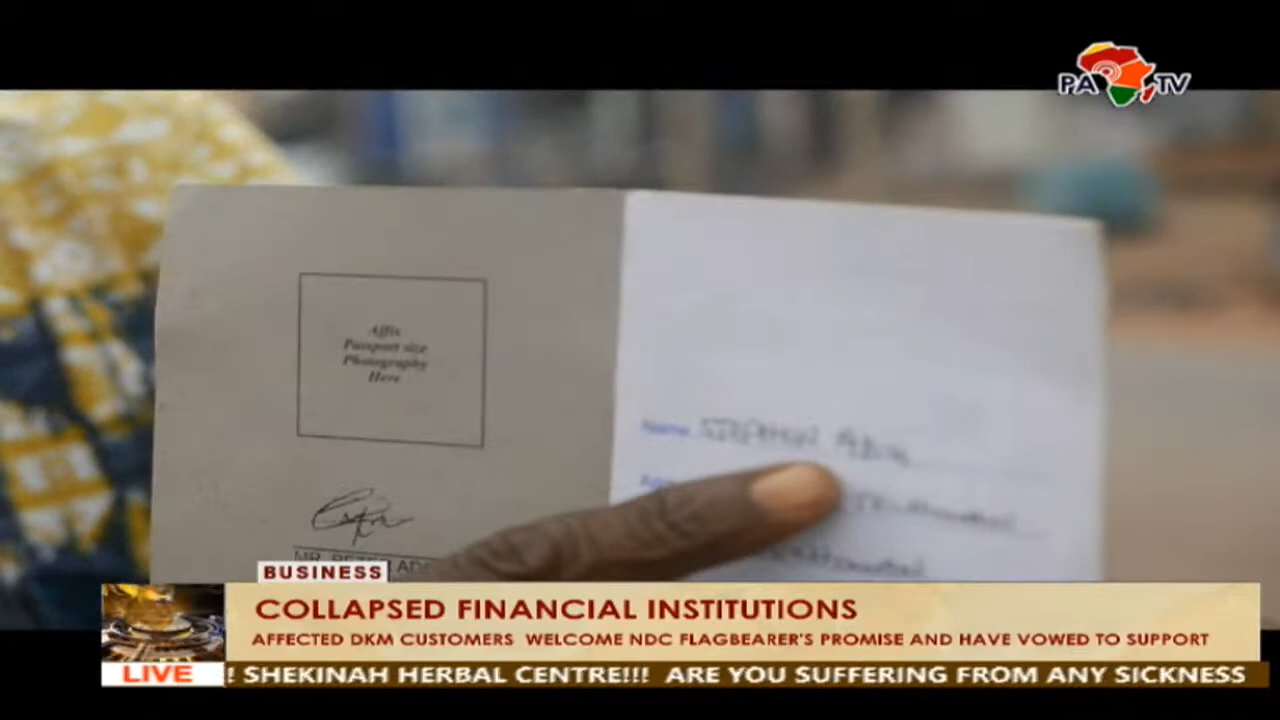 PA TV
Affix
Passport size
Photography
Here
Name
BUSINESS
COLLAPSED FINANCIAL INSTITUTIONS
AFFECTED DKM CUSTOMERS WELCOME NDC FLAGBEARER'S PROMISE AND HAVE VOWED TO SUPPORT
LIVE
! SHEKINAH HERBAL CENTRE!!! ARE YOU SUFFERING FROM ANY SICKNESS